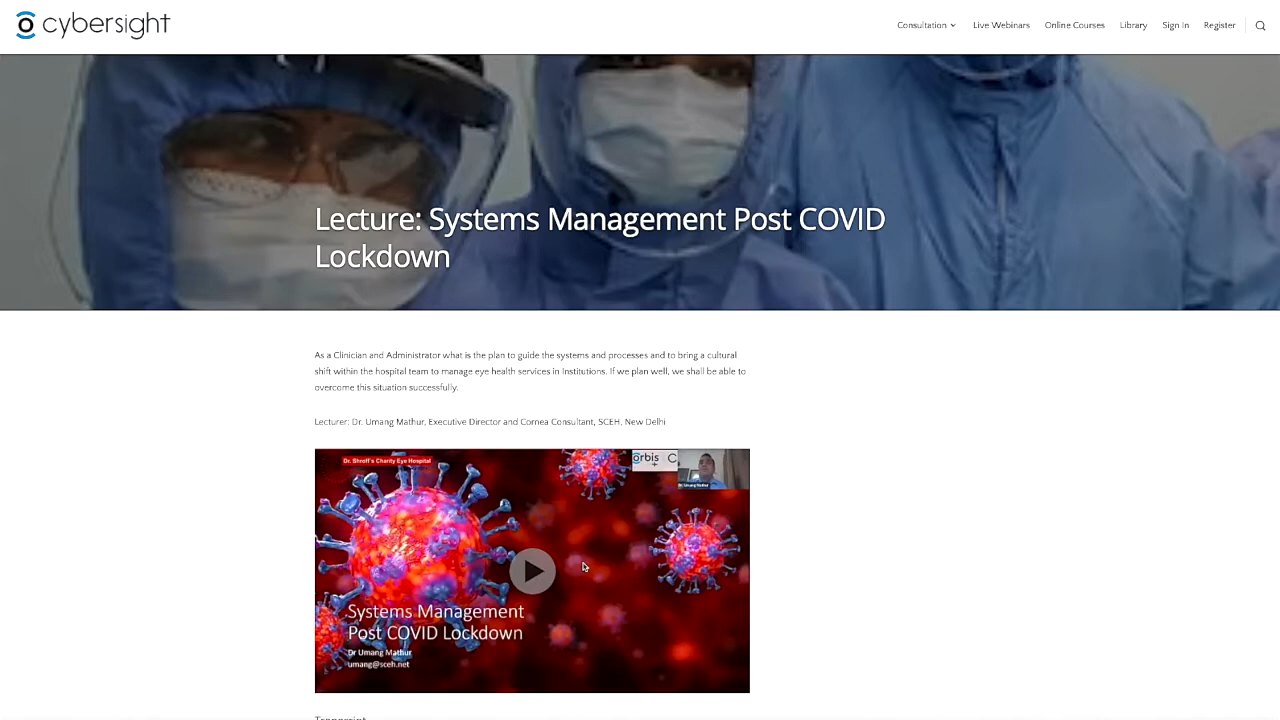 cybersight
Consultation
Live Webinars
Online Courses
Library
Sign In
Register
Lecture: Systems Management Post COVID
Lockdown
As a Clinician and Administrator what is the plan to guide the systems and processes and to bring a cultural
shift within the hospital team to manage eye health services in Institutions. If we plan well, we shall be able to
overcome this situation successfully.
Lecturer: Dr. Umang Mathur, Executive Director and Cornea Consultant, SCEH, New Delhi
Dr. Shroff's Charity Eye Hospital
orbis C
Dr. Umang Mathur
Systems Management
Post COVID Lockdown
Dr Umang Mathur
umang@sceh.net